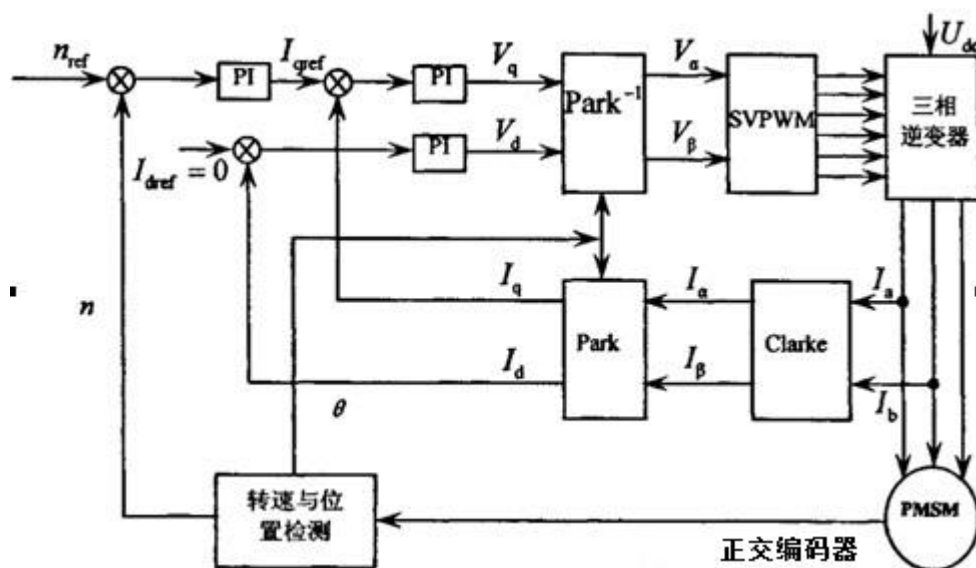 n_ref
PI
I_qref
PI
V_q
Park^-1
V_α
SVPWM
U_dc
三相
逆变器
I_dref = 0
PI
V_d
V_β
n
I_q
Park
I_α
Clarke
I_a
I_d
I_β
I_b
θ
转速与位
置检测
正交编码器
PMSM